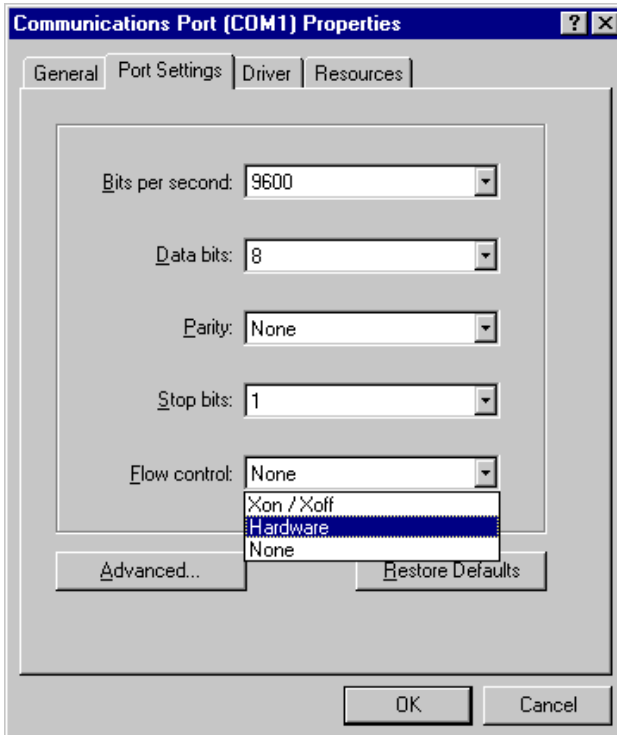 Communications Port (COM1) Properties
General Port Settings Driver Resources
Bits per second: 9600
Data bits: 8
Parity: None
Stop bits: 1
Flow control: None
Xon / Xoff
Hardware
None
Advanced... Restore Defaults
OK Cancel